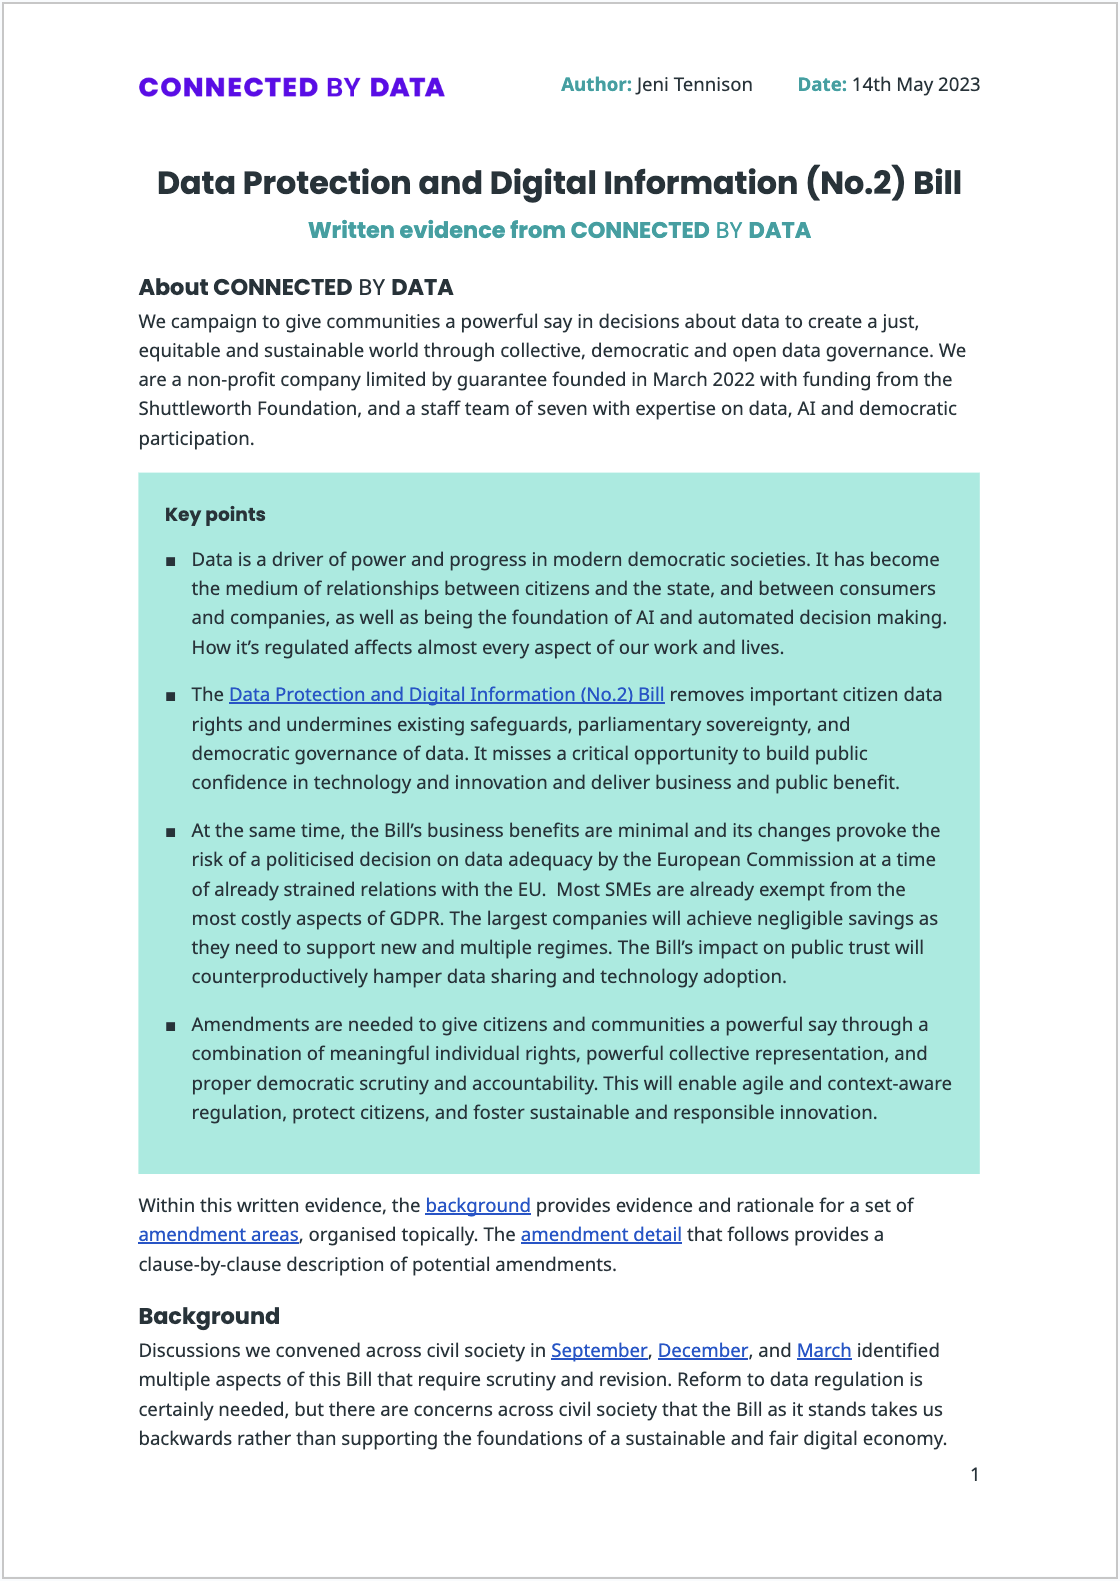 CONNECTED BY DATA
Author: Jeni Tennison Date: 14th May 2023
Data Protection and Digital Information (No.2) Bill
Written evidence from CONNECTED BY DATA
About CONNECTED BY DATA
We campaign to give communities a powerful say in decisions about data to create a just,
equitable and sustainable world through collective, democratic and open data governance. We
are a non-profit company limited by guarantee founded in March 2022 with funding from the
Shuttleworth Foundation, and a staff team of seven with expertise on data, AI and democratic
participation.
Key points
■ Data is a driver of power and progress in modern democratic societies. It has become
the medium of relationships between citizens and the state, and between consumers
and companies, as well as being the foundation of AI and automated decision making.
How it’s regulated affects almost every aspect of our work and lives.
■ The Data Protection and Digital Information (No.2) Bill removes important citizen data
rights and undermines existing safeguards, parliamentary sovereignty, and
democratic governance of data. It misses a critical opportunity to build public
confidence in technology and innovation and deliver business and public benefit.
■ At the same time, the Bill’s business benefits are minimal and its changes provoke the
risk of a politicised decision on data adequacy by the European Commission at a time
of already strained relations with the EU.  Most SMEs are already exempt from the
most costly aspects of GDPR. The largest companies will achieve negligible savings as
they need to support new and multiple regimes. The Bill’s impact on public trust will
counterproductively hamper data sharing and technology adoption.
■ Amendments are needed to give citizens and communities a powerful say through a
combination of meaningful individual rights, powerful collective representation, and
proper democratic scrutiny and accountability. This will enable agile and context-aware
regulation, protect citizens, and foster sustainable and responsible innovation.
Within this written evidence, the background provides evidence and rationale for a set of
amendment areas, organised topically. The amendment detail that follows provides a
clause-by-clause description of potential amendments.
Background
Discussions we convened across civil society in September, December, and March identified
multiple aspects of this Bill that require scrutiny and revision. Reform to data regulation is
certainly needed, but there are concerns across civil society that the Bill as it stands takes us
backwards rather than supporting the foundations of a sustainable and fair digital economy.
1